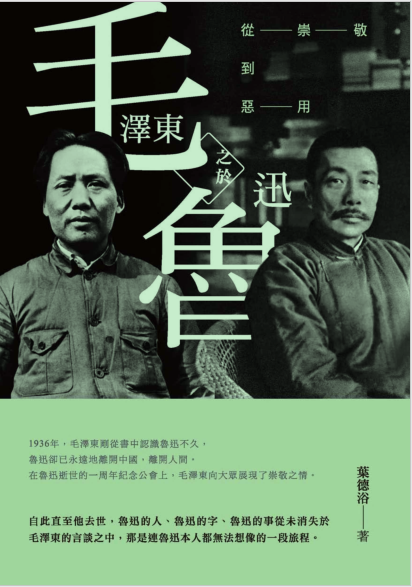 從——崇——敬
到
惡——用
毛澤東
之於
魯迅
1936年，毛澤東剛從書中認識魯迅不久，
魯迅卻已永遠地離開中國，離開人間。
在魯迅逝世的一周年紀念公會上，毛澤東向大眾展現了崇敬之情。
自此直至他去世，魯迅的人、魯迅的字、魯迅的事從未消失於
毛澤東的言談之中，那是連魯迅本人都無法想像的一段旅程。
葉德浴——著